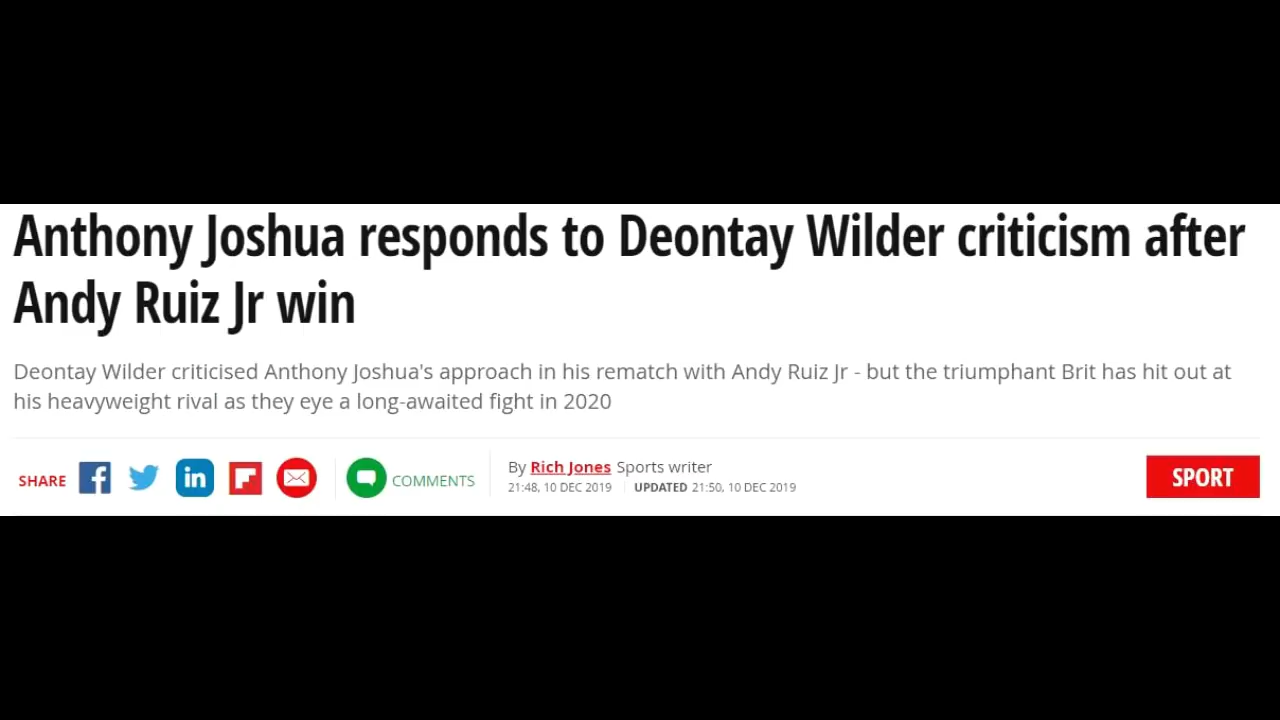 Anthony Joshua responds to Deontay Wilder criticism after
Andy Ruiz Jr win
Deontay Wilder criticised Anthony Joshua's approach in his rematch with Andy Ruiz Jr - but the triumphant Brit has hit out at
his heavyweight rival as they eye a long-awaited fight in 2020
SHARE f in COMMENTS By Rich Jones Sports writer SPORT
21:48, 10 DEC 2019 UPDATED 21:50, 10 DEC 2019